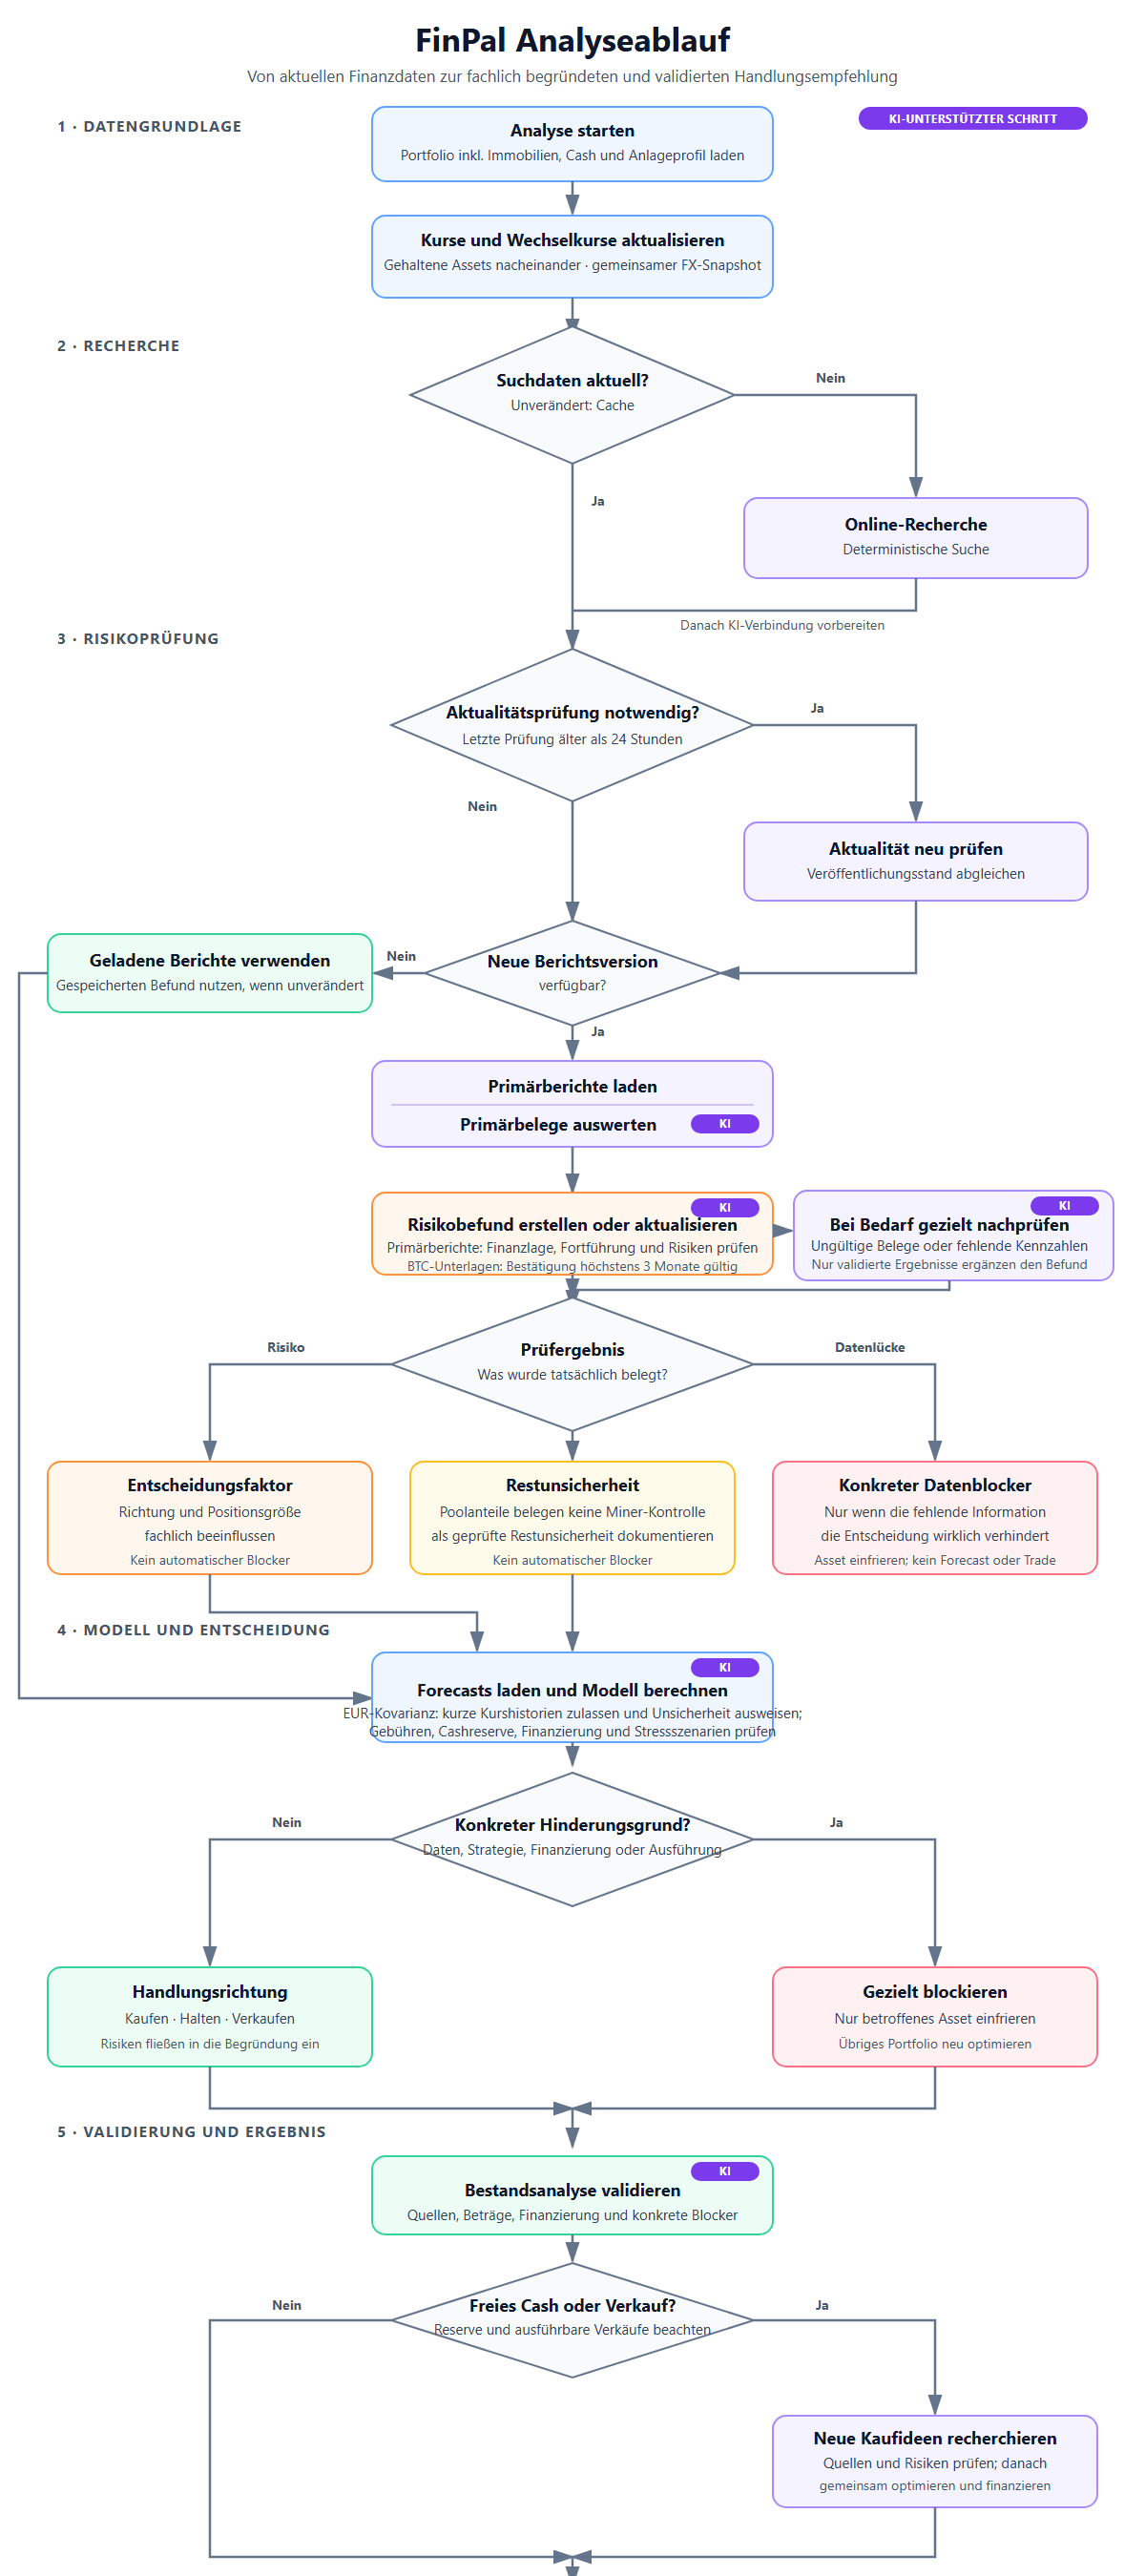 FinPal Analyseablauf
Von aktuellen Finanzdaten zur fachlich begründeten und validierten Handlungsempfehlung
1 · DATENGRUNDLAGE
KI-UNTERSTÜTZTER SCHRITT
Analyse starten
Portfolio inkl. Immobilien, Cash und Anlageprofil laden
Kurse und Wechselkurse aktualisieren
Gehaltene Assets nacheinander · gemeinsamer FX-Snapshot
2 · RECHERCHE
Suchdaten aktuell?
Unverändert: Cache
Nein
Ja
Online-Recherche
Deterministische Suche
Danach KI-Verbindung vorbereiten
3 · RISIKOPRÜFUNG
Aktualitätsprüfung notwendig?
Letzte Prüfung älter als 24 Stunden
Ja
Nein
Aktualität neu prüfen
Veröffentlichungsstand abgleichen
Geladene Berichte verwenden
Gespeicherten Befund nutzen, wenn unverändert
Nein
Neue Berichtsversion
verfügbar?
Ja
Primärberichte laden
Primärbelege auswerten
KI
KI
Risikobefund erstellen oder aktualisieren
Primärberichte: Finanzlage, Fortführung und Risiken prüfen
BTC-Unterlagen: Bestätigung höchstens 3 Monate gültig
KI
Bei Bedarf gezielt nachprüfen
Ungültige Belege oder fehlende Kennzahlen
Nur validierte Ergebnisse ergänzen den Befund
Risiko
Prüfergebnis
Was wurde tatsächlich belegt?
Datenlücke
Entscheidungsfaktor
Richtung und Positionsgröße
fachlich beeinflussen
Kein automatischer Blocker
Restunsicherheit
Poolanteile belegen keine Miner-Kontrolle
als geprüfte Restunsicherheit dokumentieren
Kein automatischer Blocker
Konkreter Datenblocker
Nur wenn die fehlende Information
die Entscheidung wirklich verhindert
Asset einfrieren; kein Forecast oder Trade
4 · MODELL UND ENTSCHEIDUNG
KI
Forecasts laden und Modell berechnen
EUR-Kovarianz: kurze Kurshistorien zulassen und Unsicherheit ausweisen;
Gebühren, Cashreserve, Finanzierung und Stressszenarien prüfen
Nein
Konkreter Hinderungsgrund?
Daten, Strategie, Finanzierung oder Ausführung
Ja
Handlungsrichtung
Kaufen · Halten · Verkaufen
Risiken fließen in die Begründung ein
Gezielt blockieren
Nur betroffenes Asset einfrieren
Übriges Portfolio neu optimieren
5 · VALIDIERUNG UND ERGEBNIS
KI
Bestandsanalyse validieren
Quellen, Beträge, Finanzierung und konkrete Blocker
Nein
Freies Cash oder Verkauf?
Reserve und ausführbare Verkäufe beachten
Ja
Neue Kaufideen recherchieren
Quellen und Risiken prüfen; danach
gemeinsam optimieren und finanzieren